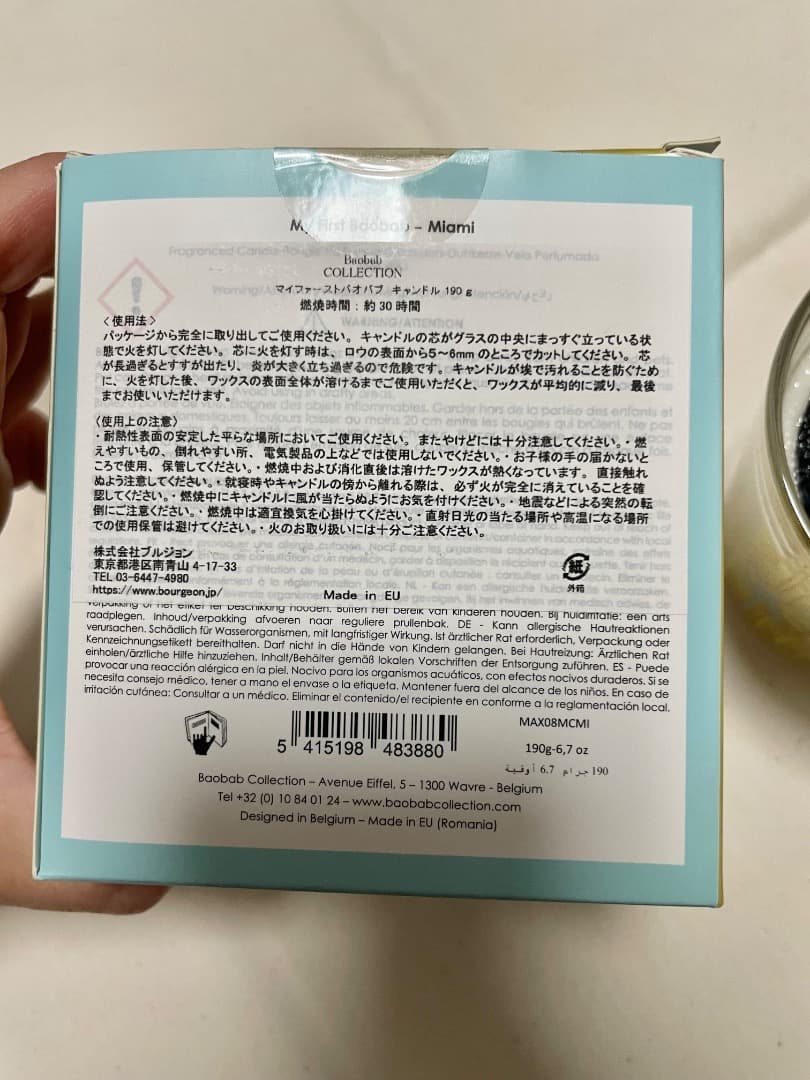 My First Baobab – Miami
Baobab
COLLECTION
マイファーストバオバブ キャンドル 190 g
燃焼時間：約 30 時間
WARNING/ATTENTION
＜使用法＞
パッケージから完全に取り出してご使用ください。 キャンドルの芯がグラスの中央にまっすぐ立っている状
態で火を灯してください。 芯に火を灯す時は、ロウの表面から5～6mm のところでカットしてください。 芯
が長過ぎるとすすが出たり、炎が大きく立ち過ぎるので危険です。 キャンドルが埃で汚れることを防ぐため
に、火を灯した後、ワックスの表面全体が溶けるまでご使用いただくと、ワックスが平均的に減り、最後
までお使いいただけます。
〈使用上の注意〉
・耐熱性表面の安定した平らな場所においてご使用ください。 またやけどには十分注意してください。・燃
えやすいもの、倒れやすい所、 電気製品の上などでは使用しないでください。・お子様の手の届かないと
ころで使用、保管してください。・燃焼中および消化直後は溶けたワックスが熱くなっています。 直接触れ
ぬよう注意してください。・就寝時やキャンドルの傍から離れる際は、 必ず火が完全に消えていることを確
認してください。・燃焼中にキャンドルに風が当たらぬようにお気を付けください。・地震などによる突然の転
倒にご注意ください。・燃焼中は適宜換気を心掛けてください。・直射日光の当たる場所や高温になる場所
での使用保管は避けてください。・火のお取り扱いには十分ご注意ください。
株式会社ブルジョン
東京都港区南青山 4-17-33
TEL 03-6447-4980
https://www.bourgeon.jp/
Made in EU
紙
外箱
verpakking of het etiket ter beschikking houden. Buiten het bereik van kinderen houden. Bij huidirritatie: een arts
raadplegen. Inhoud/verpakking afvoeren naar reguliere prullenbak. DE - Kann allergische Hautreaktionen
verursachen. Schädlich für Wasserorganismen, mit langfristiger Wirkung. Ist ärztlicher Rat erforderlich, Verpackung oder
Kennzeichnungsetikett bereithalten. Darf nicht in die Hände von Kindern gelangen. Bei Hautreizung: Ärztlichen Rat
einholen/ärztliche Hilfe hinzuziehen. Inhalt/Behälter gemäß lokalen Vorschriften der Entsorgung zuführen. ES - Puede
provocar una reacción alérgica en la piel. Nocivo para los organismos acuáticos, con efectos nocivos duraderos. Si se
necesita consejo médico, tener a mano el envase o la etiqueta. Mantener fuera del alcance de los niños. En caso de
irritación cutánea: Consultar a un médico. Eliminar el contenido/el recipiente en conforme a la reglamentación local.
5 415198 483880
MAX08MCMI
190g-6,7 oz
190 جرام 6.7 أوقية
Baobab Collection – Avenue Eiffel, 5 – 1300 Wavre - Belgium
Tel +32 (0) 10 84 01 24 – www.baobabcollection.com
Designed in Belgium – Made in EU (Romania)